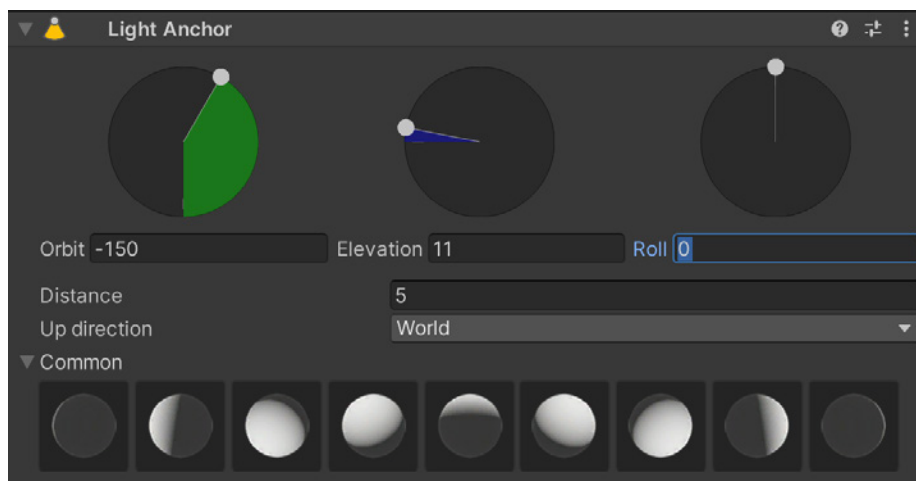 Light Anchor
Orbit -150 Elevation 11 Roll 0
Distance 5
Up direction World
Common